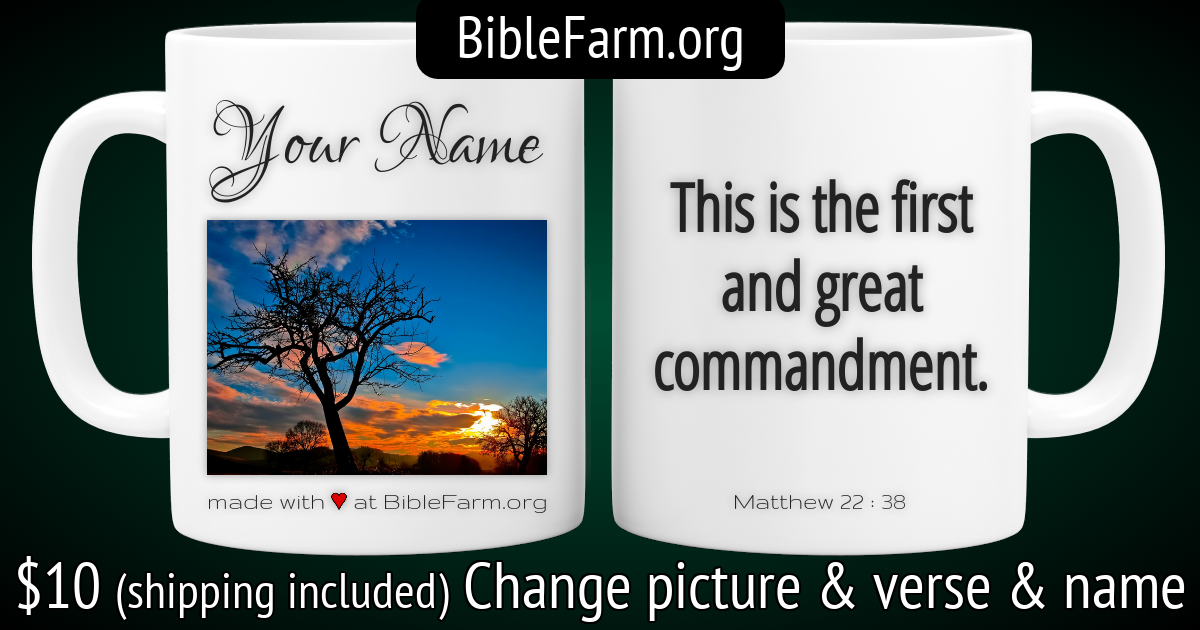 BibleFarm.org
Your Name
made with ♥ at BibleFarm.org
This is the first
and great
commandment.
Matthew 22 : 38
$10 (shipping included) Change picture & verse & name